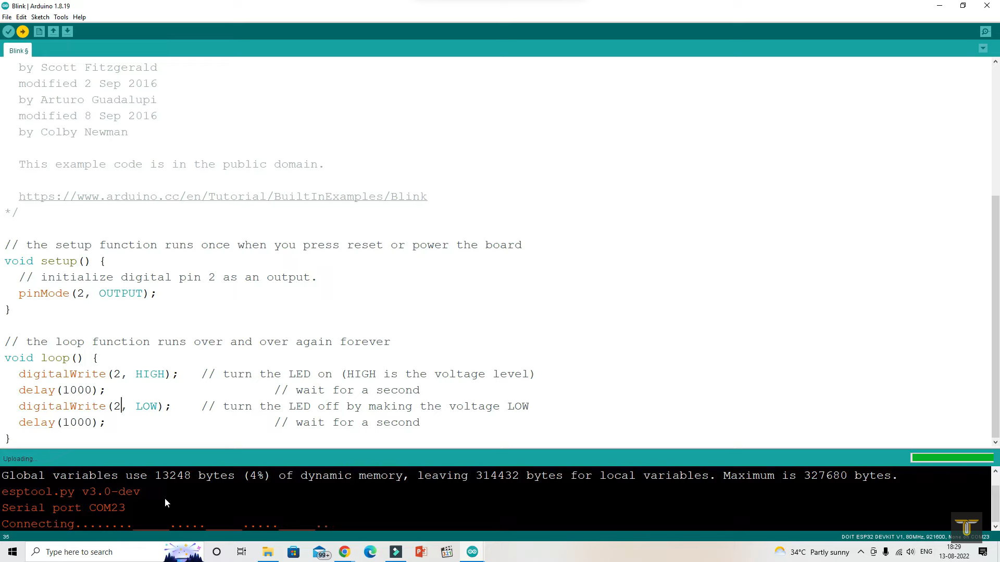 Blink | Arduino 1.8.19
File Edit Sketch Tools Help
Blink §
by Scott Fitzgerald
modified 2 Sep 2016
by Arturo Guadalupi
modified 8 Sep 2016
by Colby Newman
This example code is in the public domain.
https://www.arduino.cc/en/Tutorial/BuiltInExamples/Blink
*/
// the setup function runs once when you press reset or power the board
void setup() {
// initialize digital pin 2 as an output.
pinMode(2, OUTPUT);
}
// the loop function runs over and over again forever
void loop() {
digitalWrite(2, HIGH); // turn the LED on (HIGH is the voltage level)
delay(1000); // wait for a second
digitalWrite(2, LOW); // turn the LED off by making the voltage LOW
delay(1000); // wait for a second
}
Uploading...
Global variables use 13248 bytes (4%) of dynamic memory, leaving 314432 bytes for local variables. Maximum is 327680 bytes.
esptool.py v3.0-dev
Serial port COM23
Connecting........_____....._____....._____..
35 DOIT ESP32 DEVKIT V1, 80MHz, 921600, None on COM23
Type here to search 99+ 321 34°C Partly sunny ENG 18:29
13-08-2022